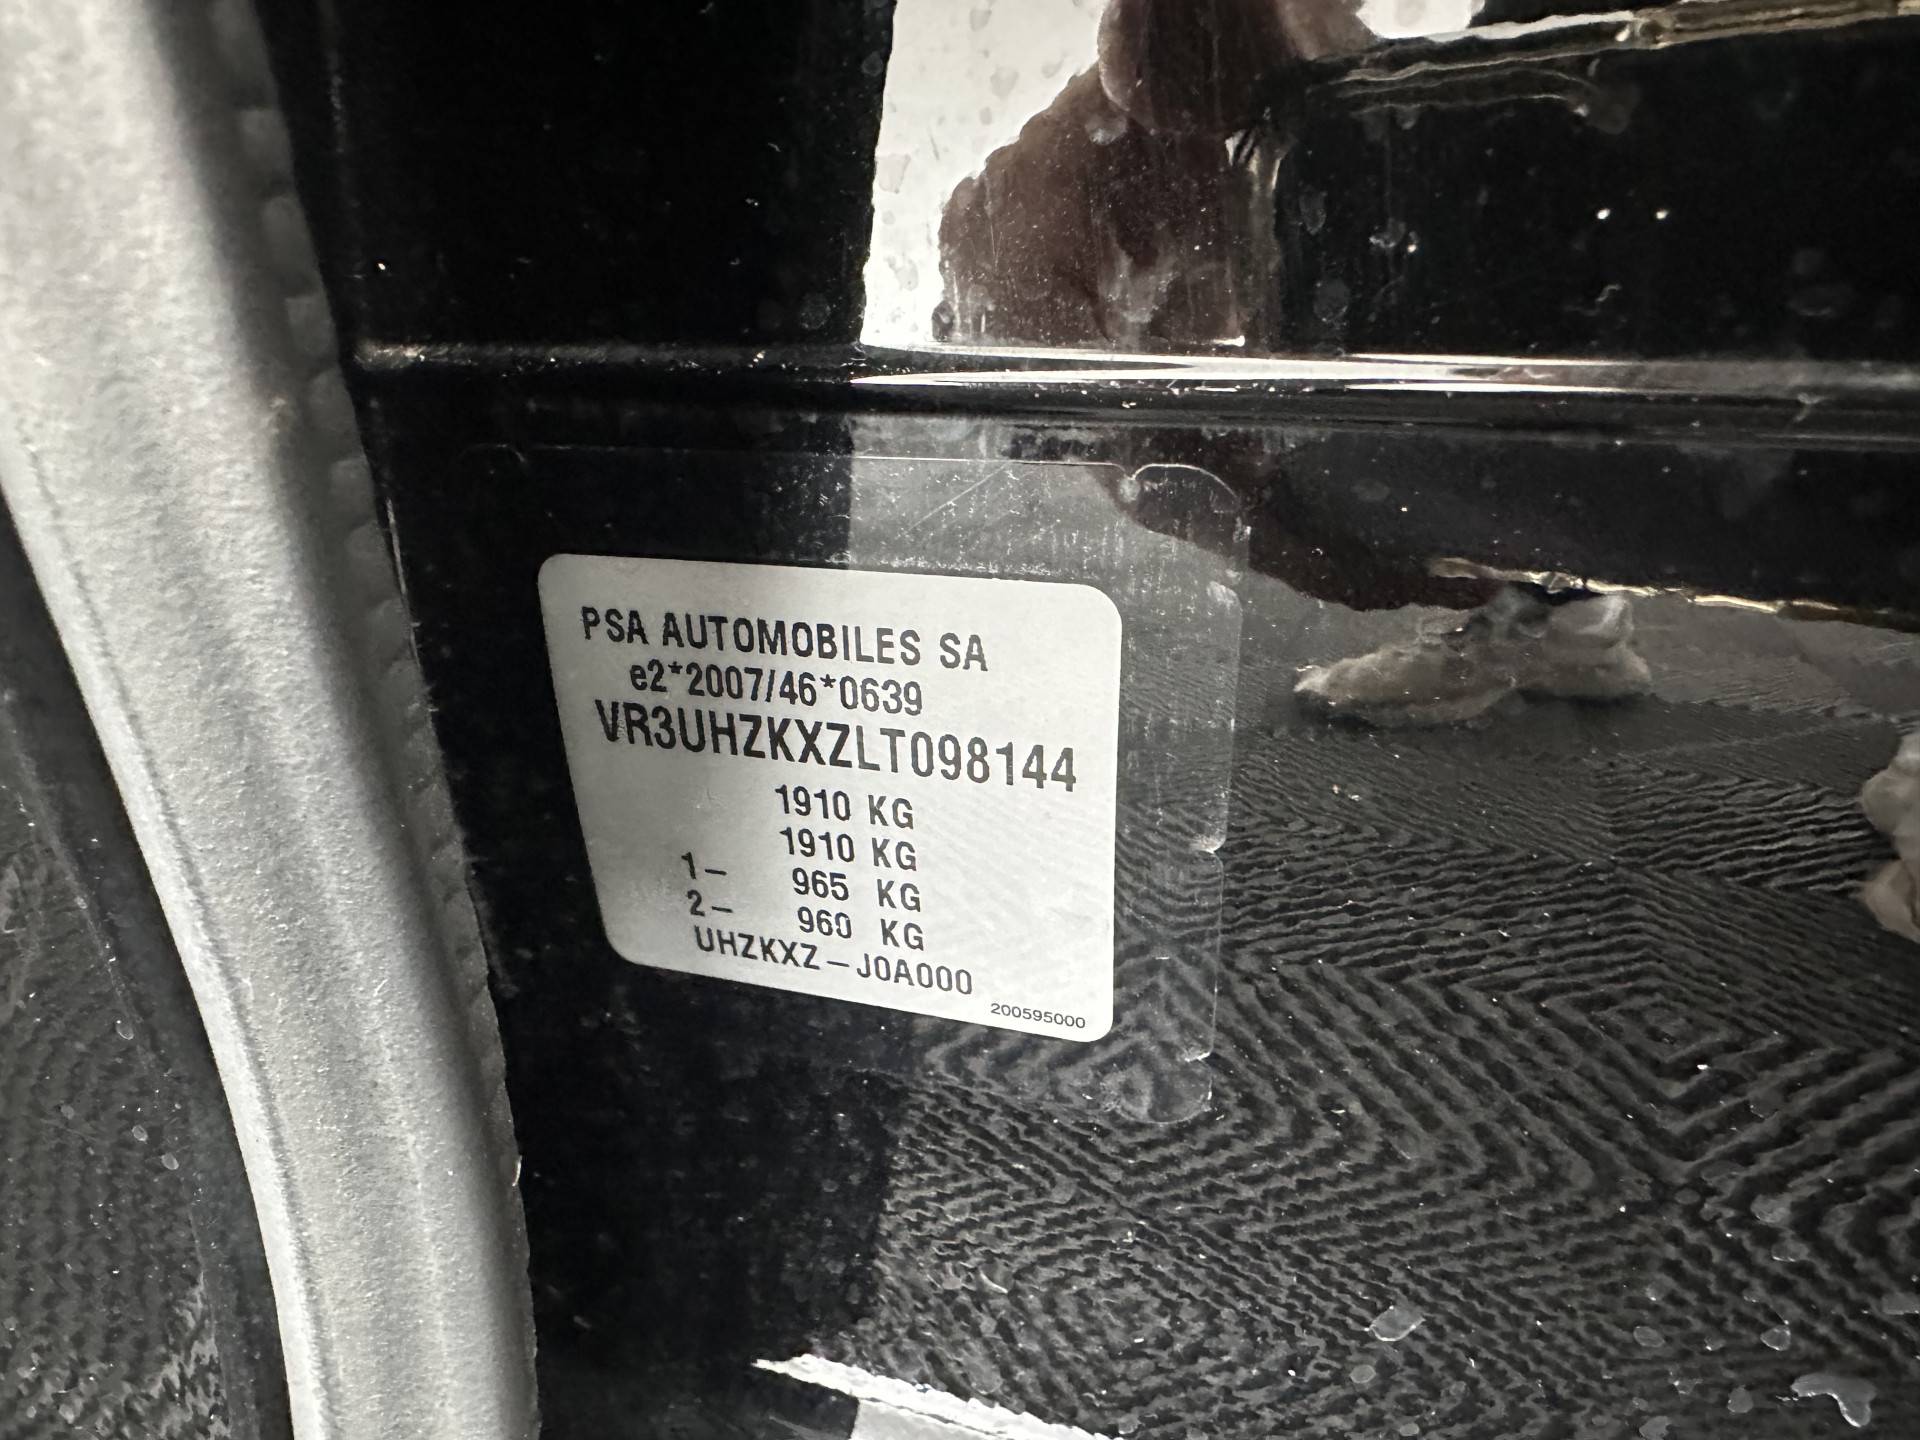 PSA AUTOMOBILES SA
e2*2007/46*0639
VR3UHZKXZLT098144
1910 KG
1910 KG
1- 965 KG
2- 960 KG
UHZKXZ-J0A000
200595000